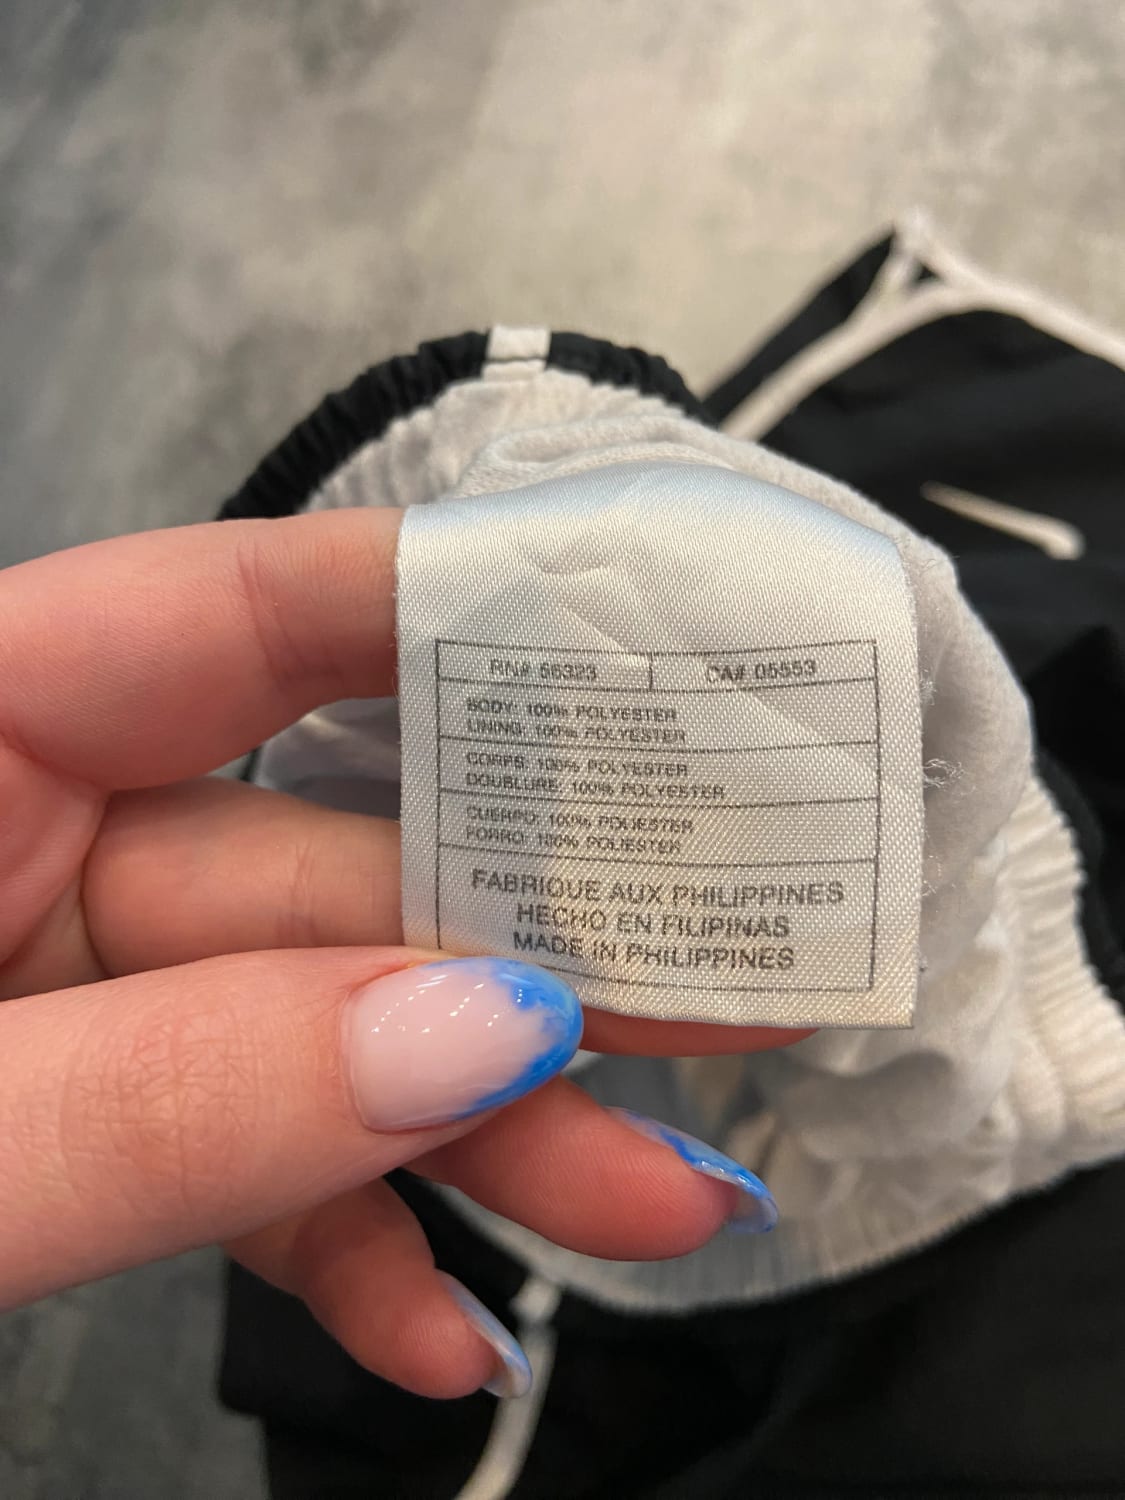 RN# 56323 CA# 05553
BODY: 100% POLYESTER
LINING: 100% POLYESTER
CORPS: 100% POLYESTER
DOUBLURE: 100% POLYESTER
CUERPO: 100% POLIESTER
FORRO: 100% POLIESTER
FABRIQUE AUX PHILIPPINES
HECHO EN FILIPINAS
MADE IN PHILIPPINES